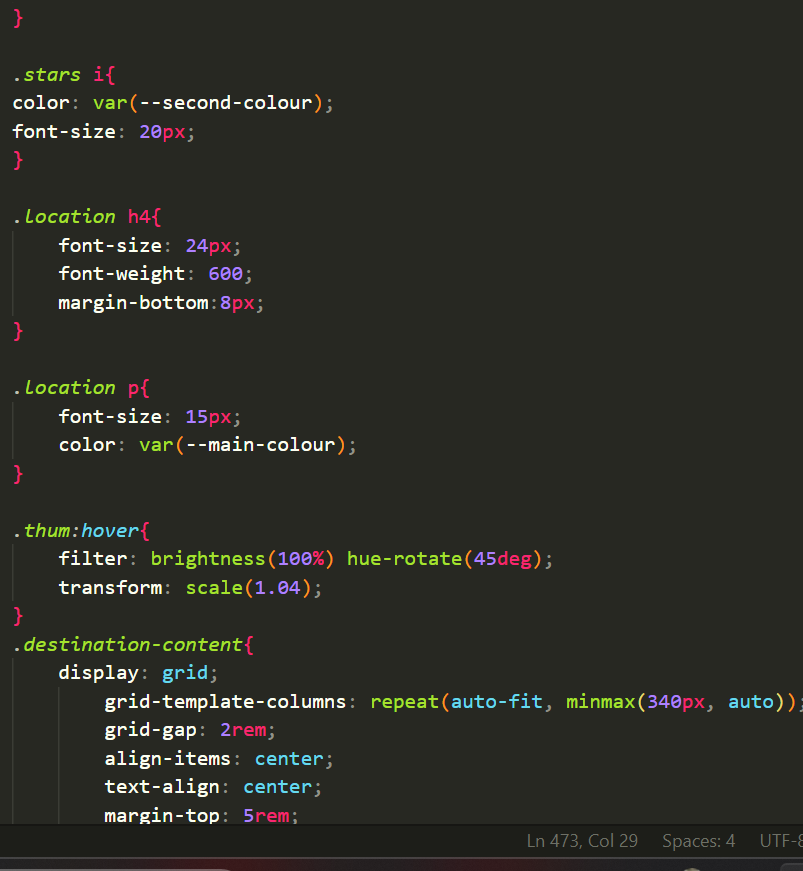 }

.stars i{
color: var(--second-colour);
font-size: 20px;
}

.location h4{
    font-size: 24px;
    font-weight: 600;
    margin-bottom:8px;
}

.location p{
    font-size: 15px;
    color: var(--main-colour);
}

.thum:hover{
    filter: brightness(100%) hue-rotate(45deg);
    transform: scale(1.04);
}
.destination-content{
    display: grid;
        grid-template-columns: repeat(auto-fit, minmax(340px, auto));
        grid-gap: 2rem;
        align-items: center;
        text-align: center;
        margin-top: 5rem;
Ln 473, Col 29 Spaces: 4 UTF-8